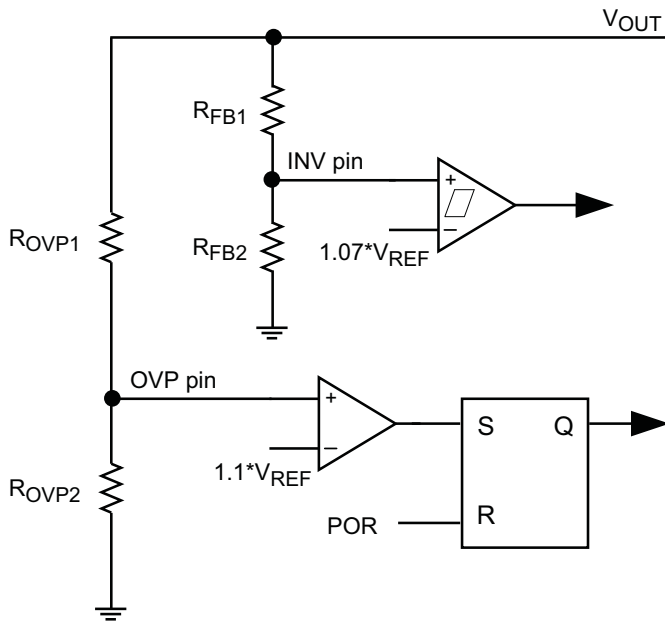 VOUT
RFB1
INV pin
+
−
RFB2
1.07*VREF
ROVP1
OVP pin
+
−
1.1*VREF
S Q
ROVP2
POR
R